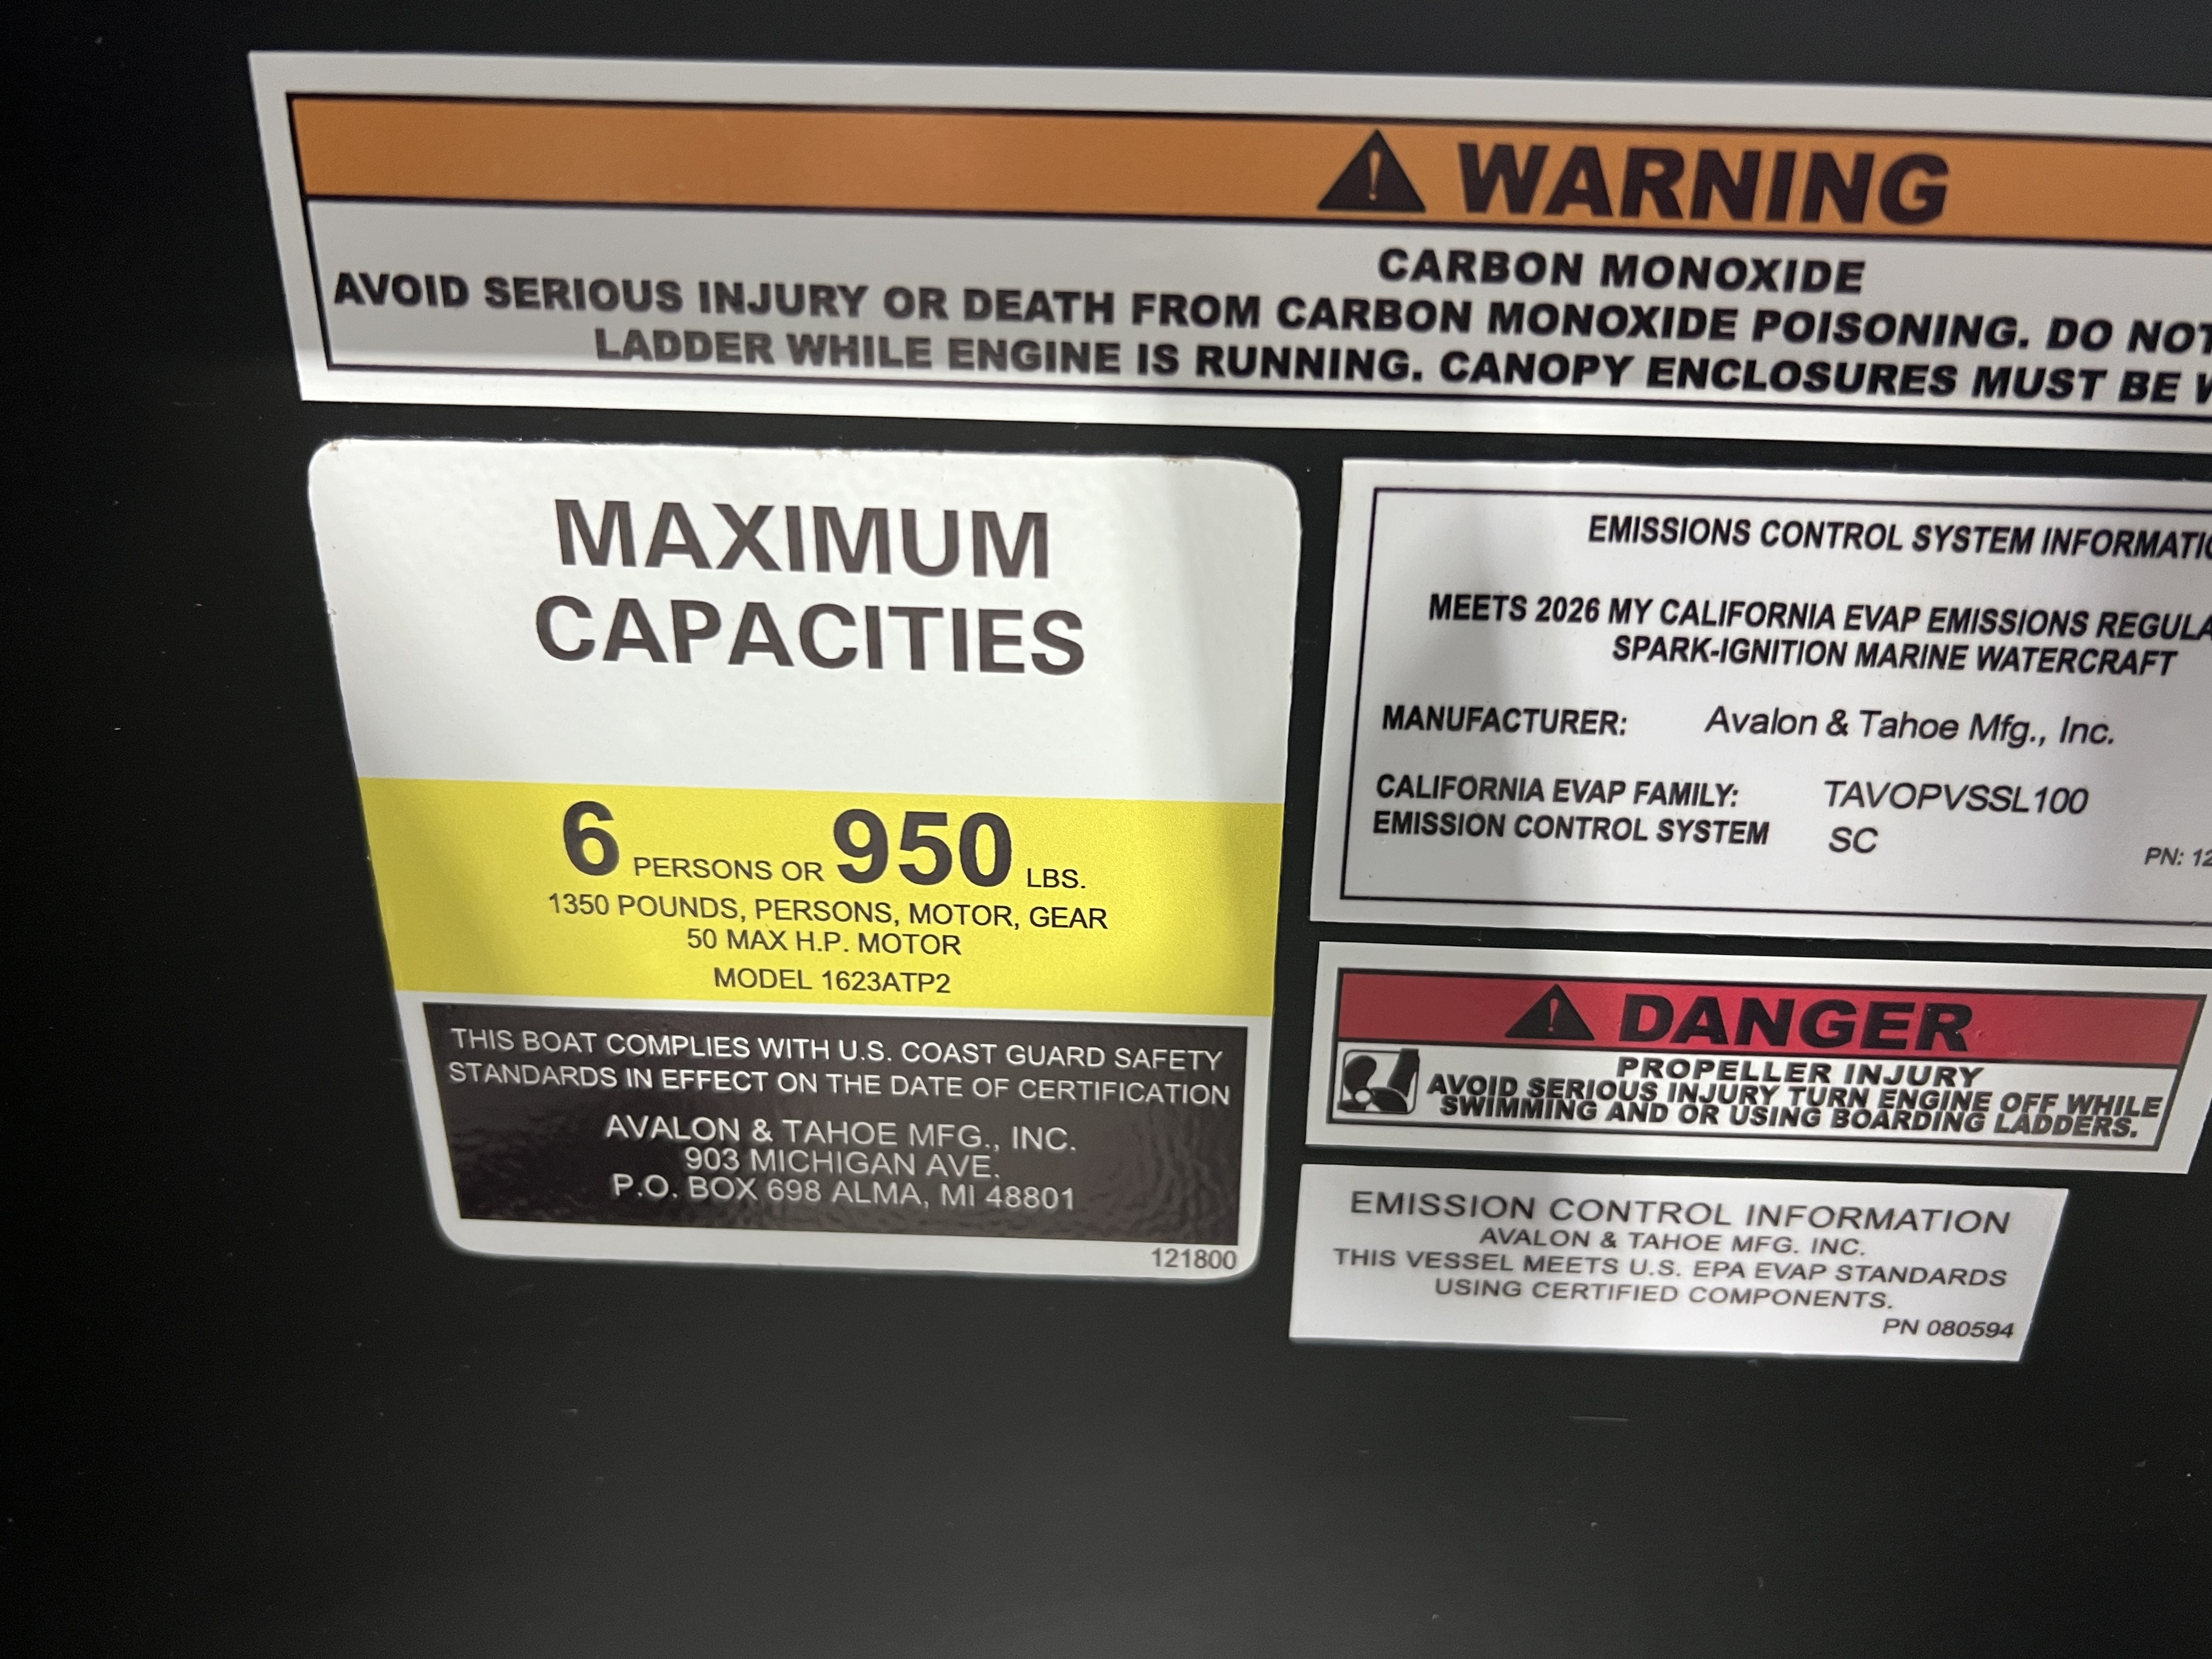 WARNING
CARBON MONOXIDE
AVOID SERIOUS INJURY OR DEATH FROM CARBON MONOXIDE POISONING. DO NOT
LADDER WHILE ENGINE IS RUNNING. CANOPY ENCLOSURES MUST BE
MAXIMUM
CAPACITIES
6 PERSONS OR 950 LBS.
1350 POUNDS, PERSONS, MOTOR, GEAR
50 MAX H.P. MOTOR
MODEL 1623ATP2
THIS BOAT COMPLIES WITH U.S. COAST GUARD SAFETY
STANDARDS IN EFFECT ON THE DATE OF CERTIFICATION
AVALON & TAHOE MFG., INC.
903 MICHIGAN AVE.
P.O. BOX 698 ALMA, MI 48801
121800
EMISSIONS CONTROL SYSTEM
MEETS 2026 MY CALIFORNIA EVAP EMISSIONS
SPARK-IGNITION MARINE WATERCRAFT
MANUFACTURER: Avalon & Tahoe Mfg., Inc.
CALIFORNIA EVAP FAMILY: TAVOPVSSL100
EMISSION CONTROL SYSTEM SC
PN:
DANGER
PROPELLER INJURY
AVOID SERIOUS INJURY TURN ENGINE OFF WHILE
SWIMMING AND OR USING BOARDING LADDERS.
EMISSION CONTROL INFORMATION
AVALON & TAHOE MFG. INC.
THIS VESSEL MEETS U.S. EPA EVAP STANDARDS
USING CERTIFIED COMPONENTS.
PN 080594